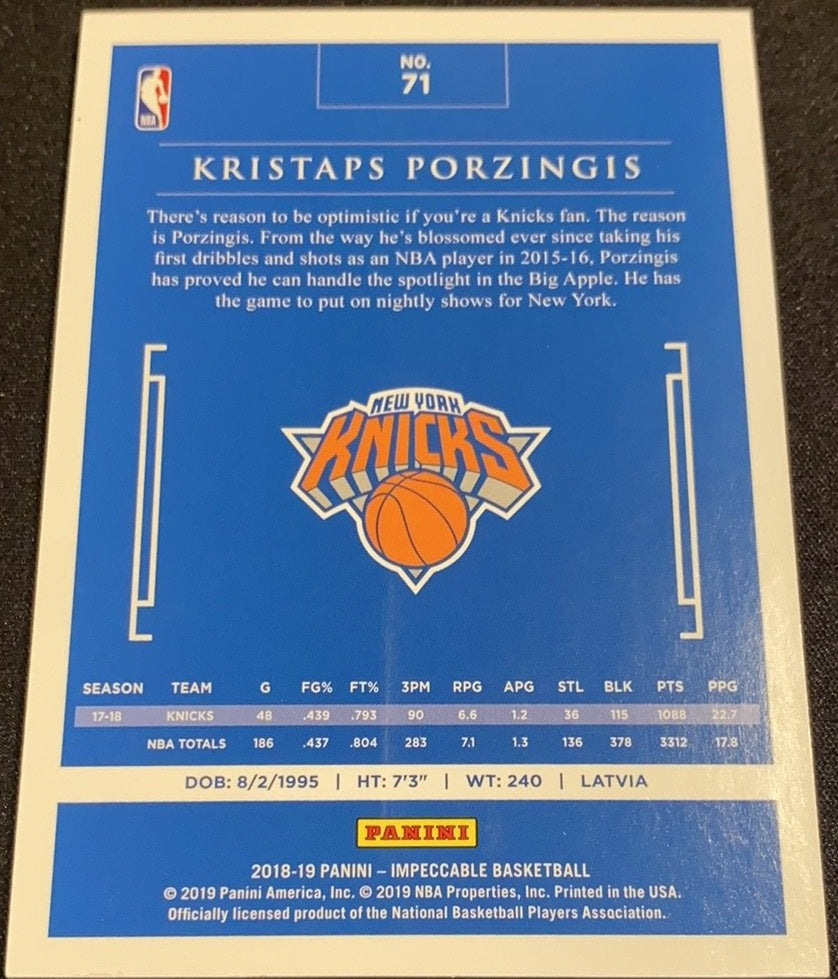 NO.
71
NBA
KRISTAPS PORZINGIS
There's reason to be optimistic if you're a Knicks fan. The reason
is Porzingis. From the way he's blossomed ever since taking his
first dribbles and shots as an NBA player in 2015-16, Porzingis
has proved he can handle the spotlight in the Big Apple. He has
the game to put on nightly shows for New York.
NEW YORK
KNICKS
SEASON TEAM G FG% FT% 3PM RPG APG STL BLK PTS PPG
17-18 KNICKS 48 .439 .793 90 6.6 1.2 36 115 1088 22.7
NBA TOTALS 186 .437 .804 283 7.1 1.3 136 378 3312 17.8
DOB: 8/2/1995 | HT: 7'3" | WT: 240 | LATVIA
PANINI
2018-19 PANINI – IMPECCABLE BASKETBALL
© 2019 Panini America, Inc. © 2019 NBA Properties, Inc. Printed in the USA.
Officially licensed product of the National Basketball Players Association.